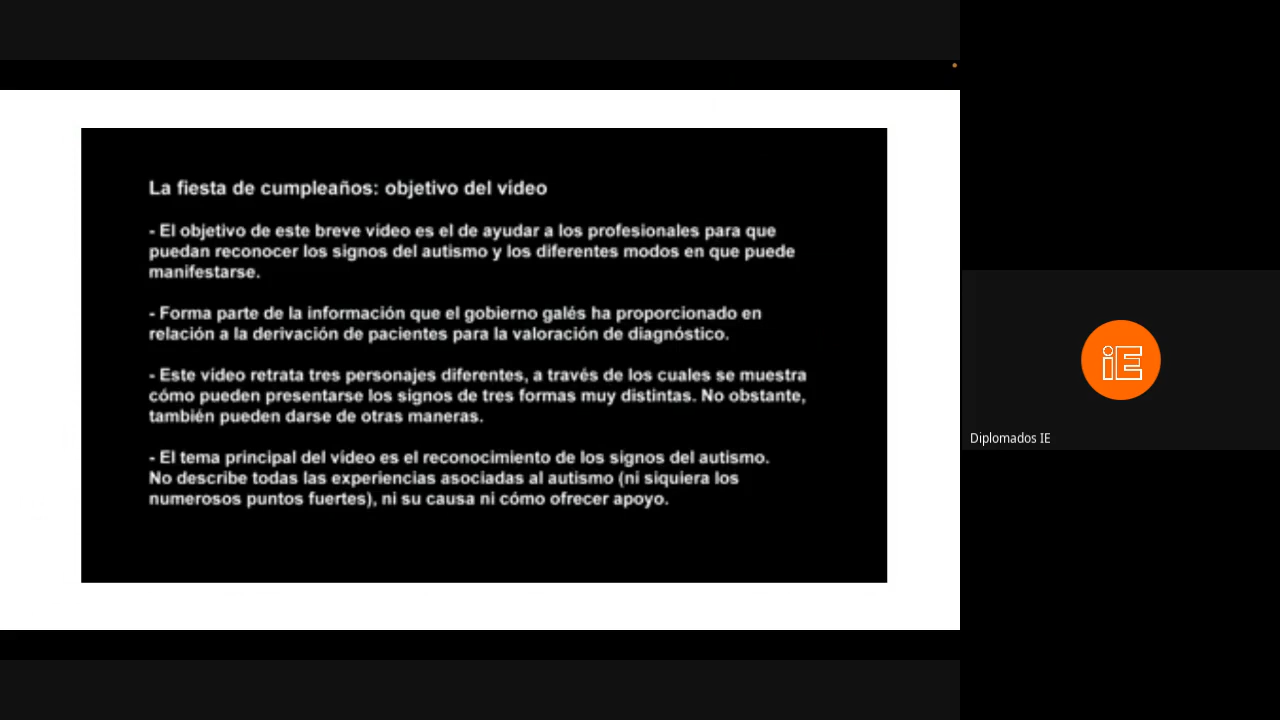 La fiesta de cumpleaños: objetivo del vídeo
- El objetivo de este breve vídeo es el de ayudar a los profesionales para que
puedan reconocer los signos del autismo y los diferentes modos en que puede
manifestarse.
- Forma parte de la información que el gobierno galés ha proporcionado en
relación a la derivación de pacientes para la valoración de diagnóstico.
- Este vídeo retrata tres personajes diferentes, a través de los cuales se muestra
cómo pueden presentarse los signos de tres formas muy distintas. No obstante,
también pueden darse de otras maneras.
- El tema principal del vídeo es el reconocimiento de los signos del autismo.
No describe todas las experiencias asociadas al autismo (ni siquiera los
numerosos puntos fuertes), ni su causa ni cómo ofrecer apoyo.
iE
Diplomados IE